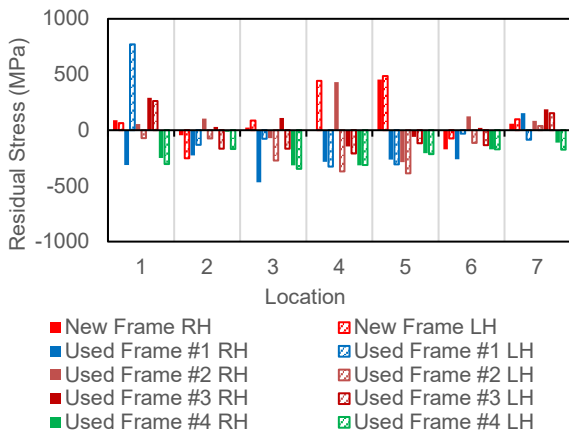 1000
500
0
-500
-1000
Residual Stress (MPa)
1 2 3 4 5 6 7
Location
New Frame RH New Frame LH
Used Frame #1 RH Used Frame #1 LH
Used Frame #2 RH Used Frame #2 LH
Used Frame #3 RH Used Frame #3 LH
Used Frame #4 RH Used Frame #4 LH